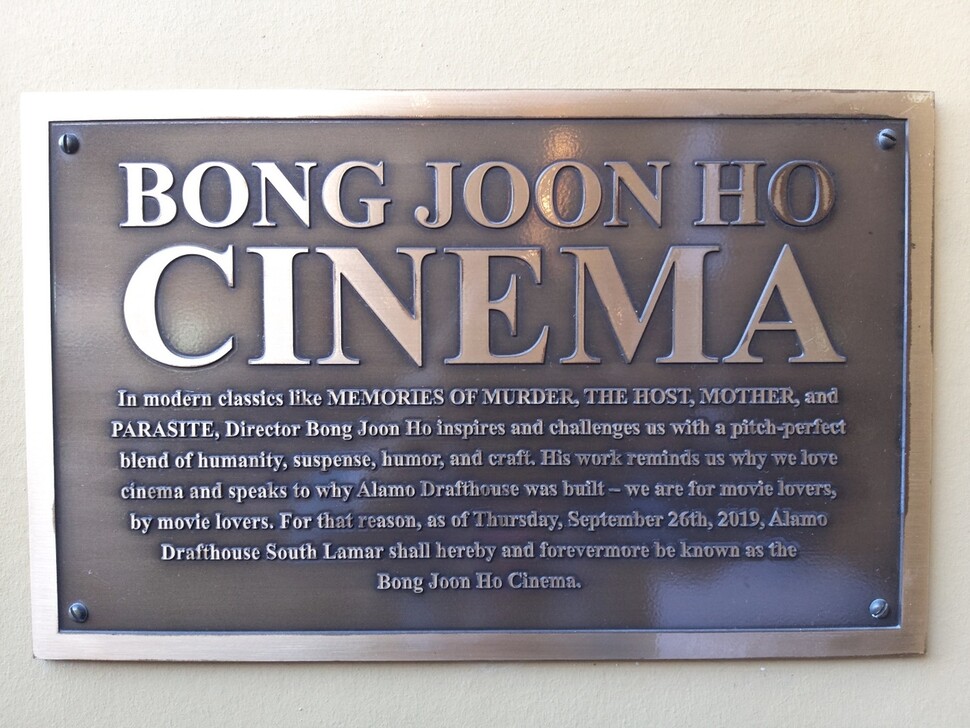 BONG JOON HO
CINEMA
In modern classics like MEMORIES OF MURDER, THE HOST, MOTHER, and
PARASITE, Director Bong Joon Ho inspires and challenges us with a pitch-perfect
blend of humanity, suspense, humor, and craft. His work reminds us why we love
cinema and speaks to why Alamo Drafthouse was built – we are for movie lovers,
by movie lovers. For that reason, as of Thursday, September 26th, 2019, Alamo
Drafthouse South Lamar shall hereby and forevermore be known as the
Bong Joon Ho Cinema.